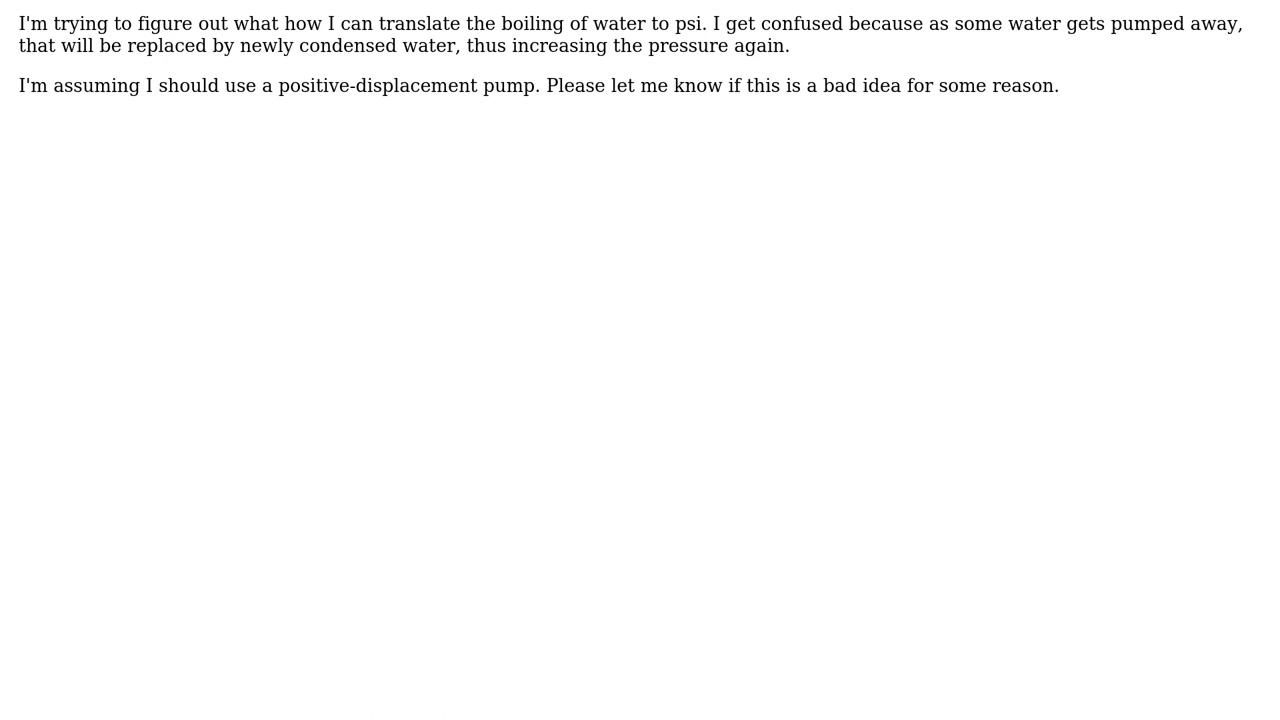 I'm trying to figure out what how I can translate the boiling of water to psi. I get confused because as some water gets pumped away,
that will be replaced by newly condensed water, thus increasing the pressure again.
I'm assuming I should use a positive-displacement pump. Please let me know if this is a bad idea for some reason.